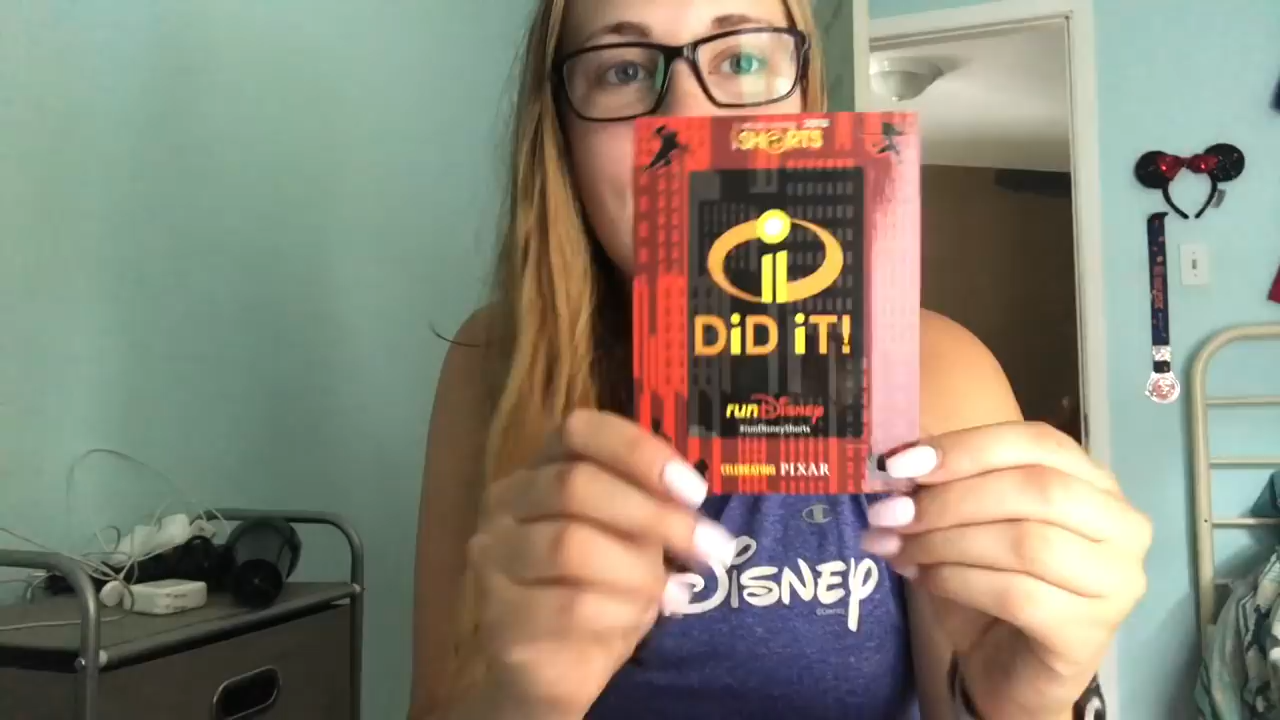 SHORTS
DiD iT!
runDisney
#runDisneyShorts
CELEBRATING PIXAR
Disney